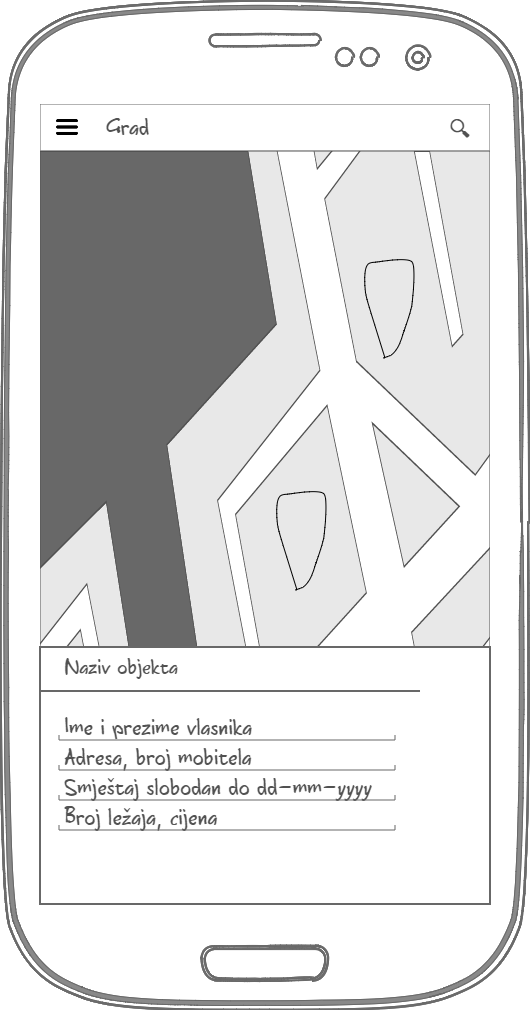 Grad
Naziv objekta
Ime i prezime vlasnika
Adresa, broj mobitela
Smještaj slobodan do dd-mm-yyyy
Broj ležaja, cijena